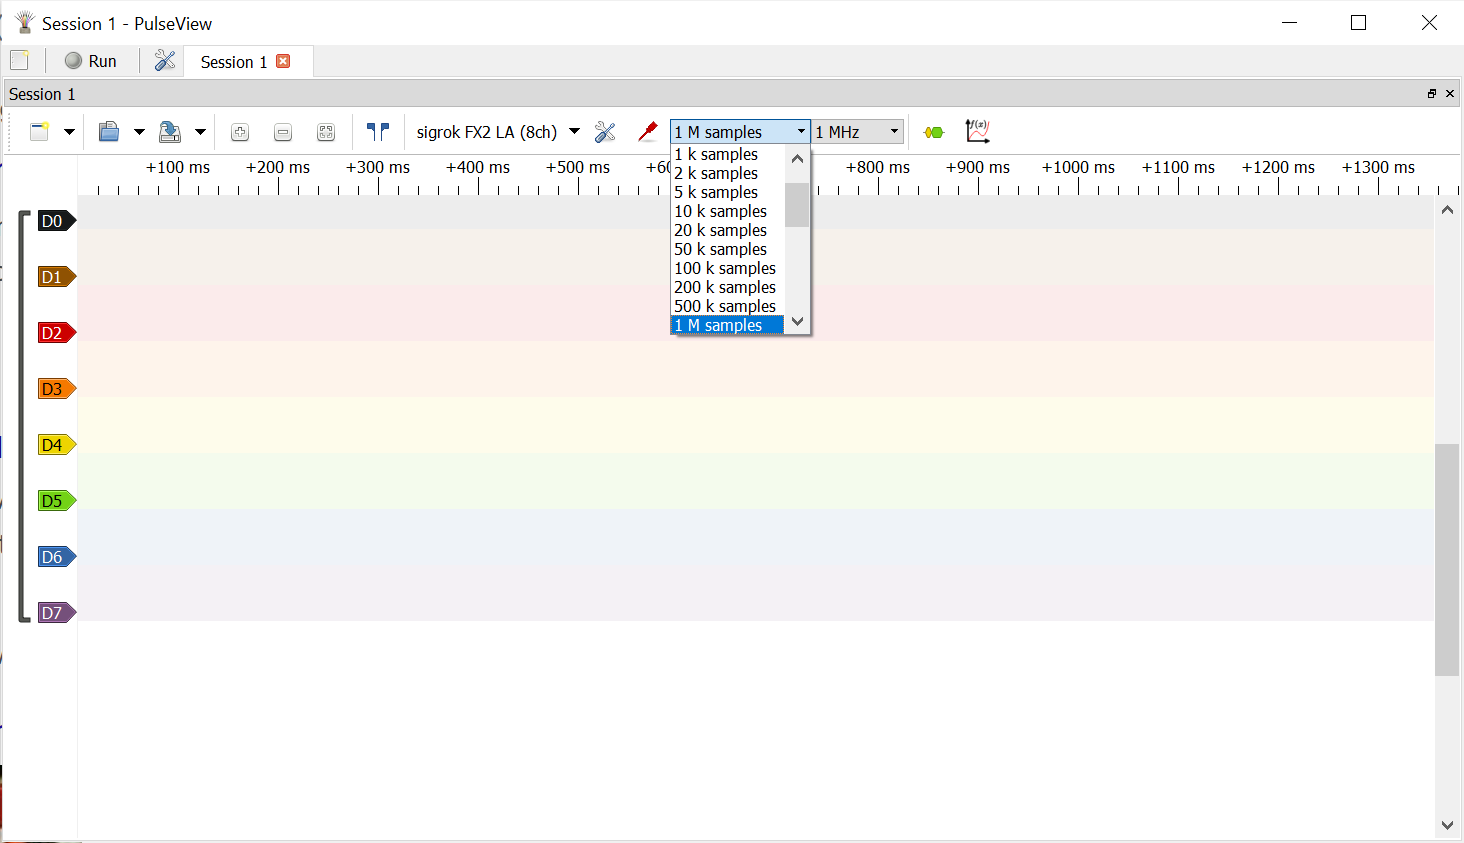 Session 1 - PulseView
Run
Session 1
Session 1
sigrok FX2 LA (8ch)
1 M samples
1 MHz
f(x)
+100 ms +200 ms +300 ms +400 ms +500 ms +60 +800 ms +900 ms +1000 ms +1100 ms +1200 ms +1300 ms
1 k samples
2 k samples
5 k samples
10 k samples
20 k samples
50 k samples
100 k samples
200 k samples
500 k samples
1 M samples
D0
D1
D2
D3
D4
D5
D6
D7